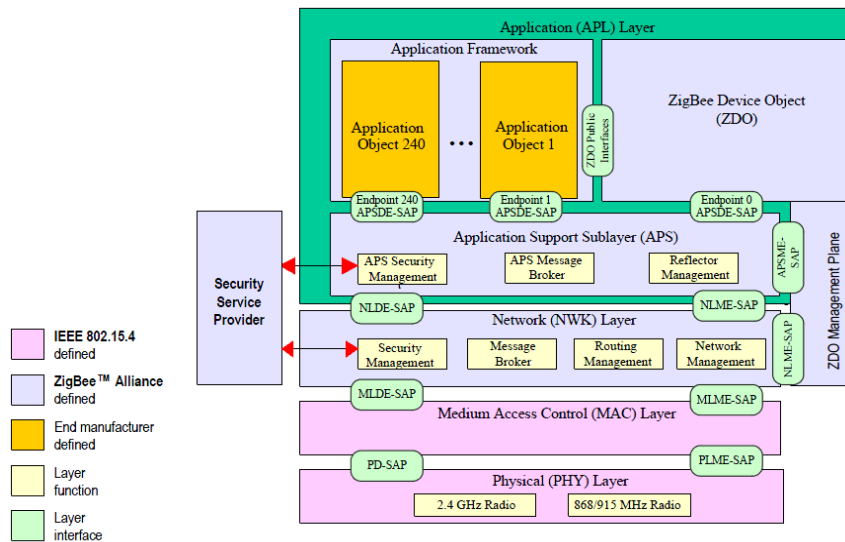 Application (APL) Layer
Application Framework
Application
Object 240
...
Application
Object 1
ZDO Public
Interfaces
ZigBee Device Object
(ZDO)
Endpoint 240
APSDE-SAP
Endpoint 1
APSDE-SAP
Endpoint 0
APSDE-SAP
Application Support Sublayer (APS)
APS Security
Management
APS Message
Broker
Reflector
Management
APSME-
SAP
Security
Service
Provider
NLDE-SAP
NLME-SAP
Network (NWK) Layer
Security
Management
Message
Broker
Routing
Management
Network
Management
NLME-SAP
ZDO Management Plane
MLDE-SAP
MLME-SAP
Medium Access Control (MAC) Layer
PD-SAP
PLME-SAP
Physical (PHY) Layer
2.4 GHz Radio
868/915 MHz Radio
IEEE 802.15.4
defined
ZigBee™ Alliance
defined
End manufacturer
defined
Layer
function
Layer
interface